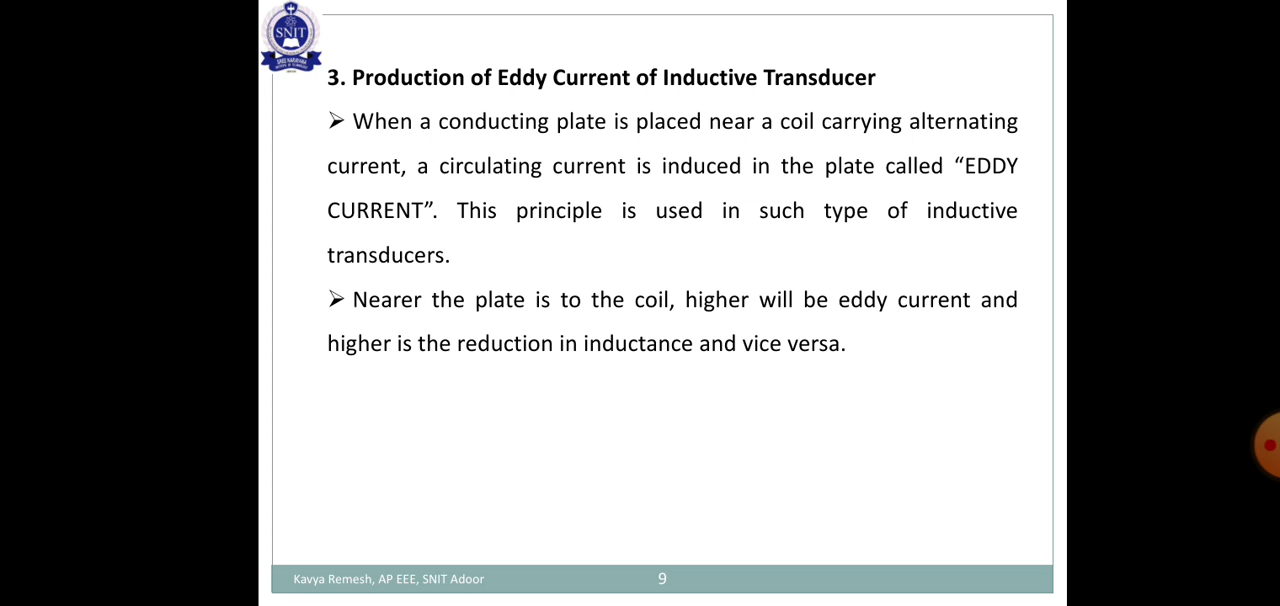 SNIT
3. Production of Eddy Current of Inductive Transducer
➢ When a conducting plate is placed near a coil carrying alternating
current, a circulating current is induced in the plate called “EDDY
CURRENT”. This principle is used in such type of inductive
transducers.
➢ Nearer the plate is to the coil, higher will be eddy current and
higher is the reduction in inductance and vice versa.
Kavya Remesh, AP EEE, SNIT Adoor
9